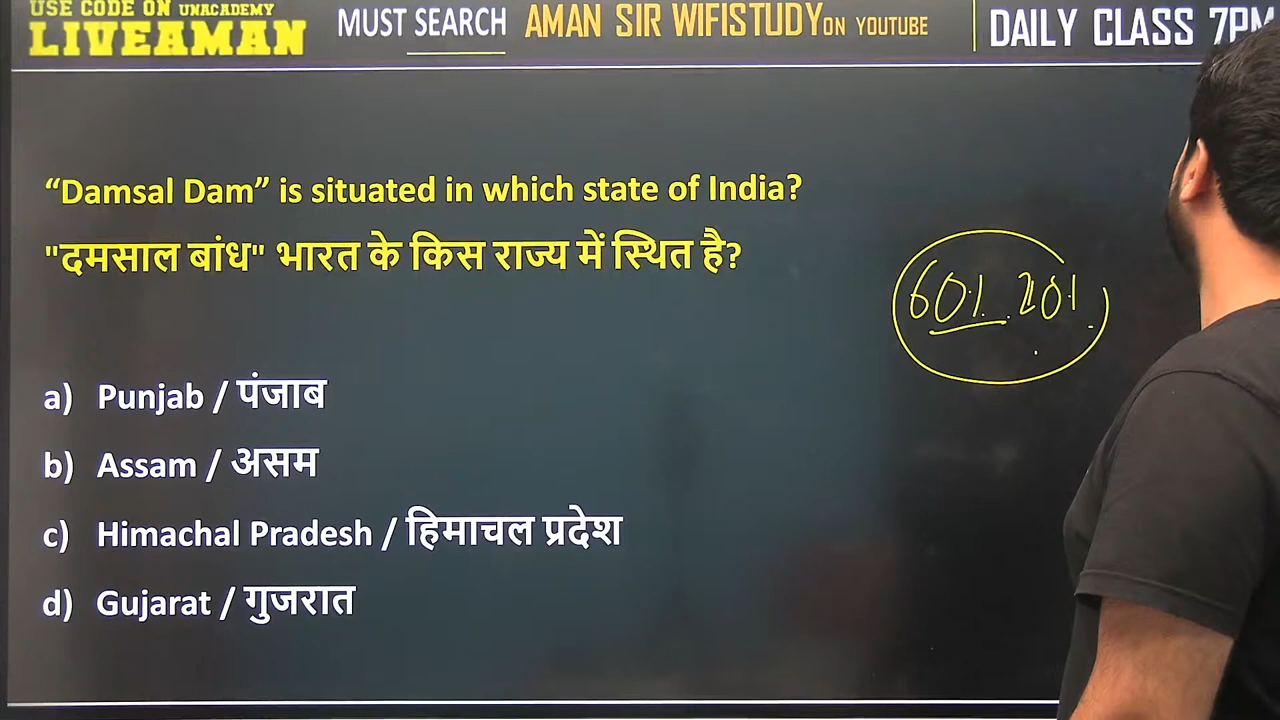 USE CODE ON UNACADEMY
LIVEAMAN
MUST SEARCH AMAN SIR WIFISTUDY ON YOUTUBE
DAILY CLASS 7PM
“Damsal Dam” is situated in which state of India?
"दमसाल बांध" भारत के किस राज्य में स्थित है?
60% 20%
a) Punjab / पंजाब
b) Assam / असम
c) Himachal Pradesh / हिमाचल प्रदेश
d) Gujarat / गुजरात